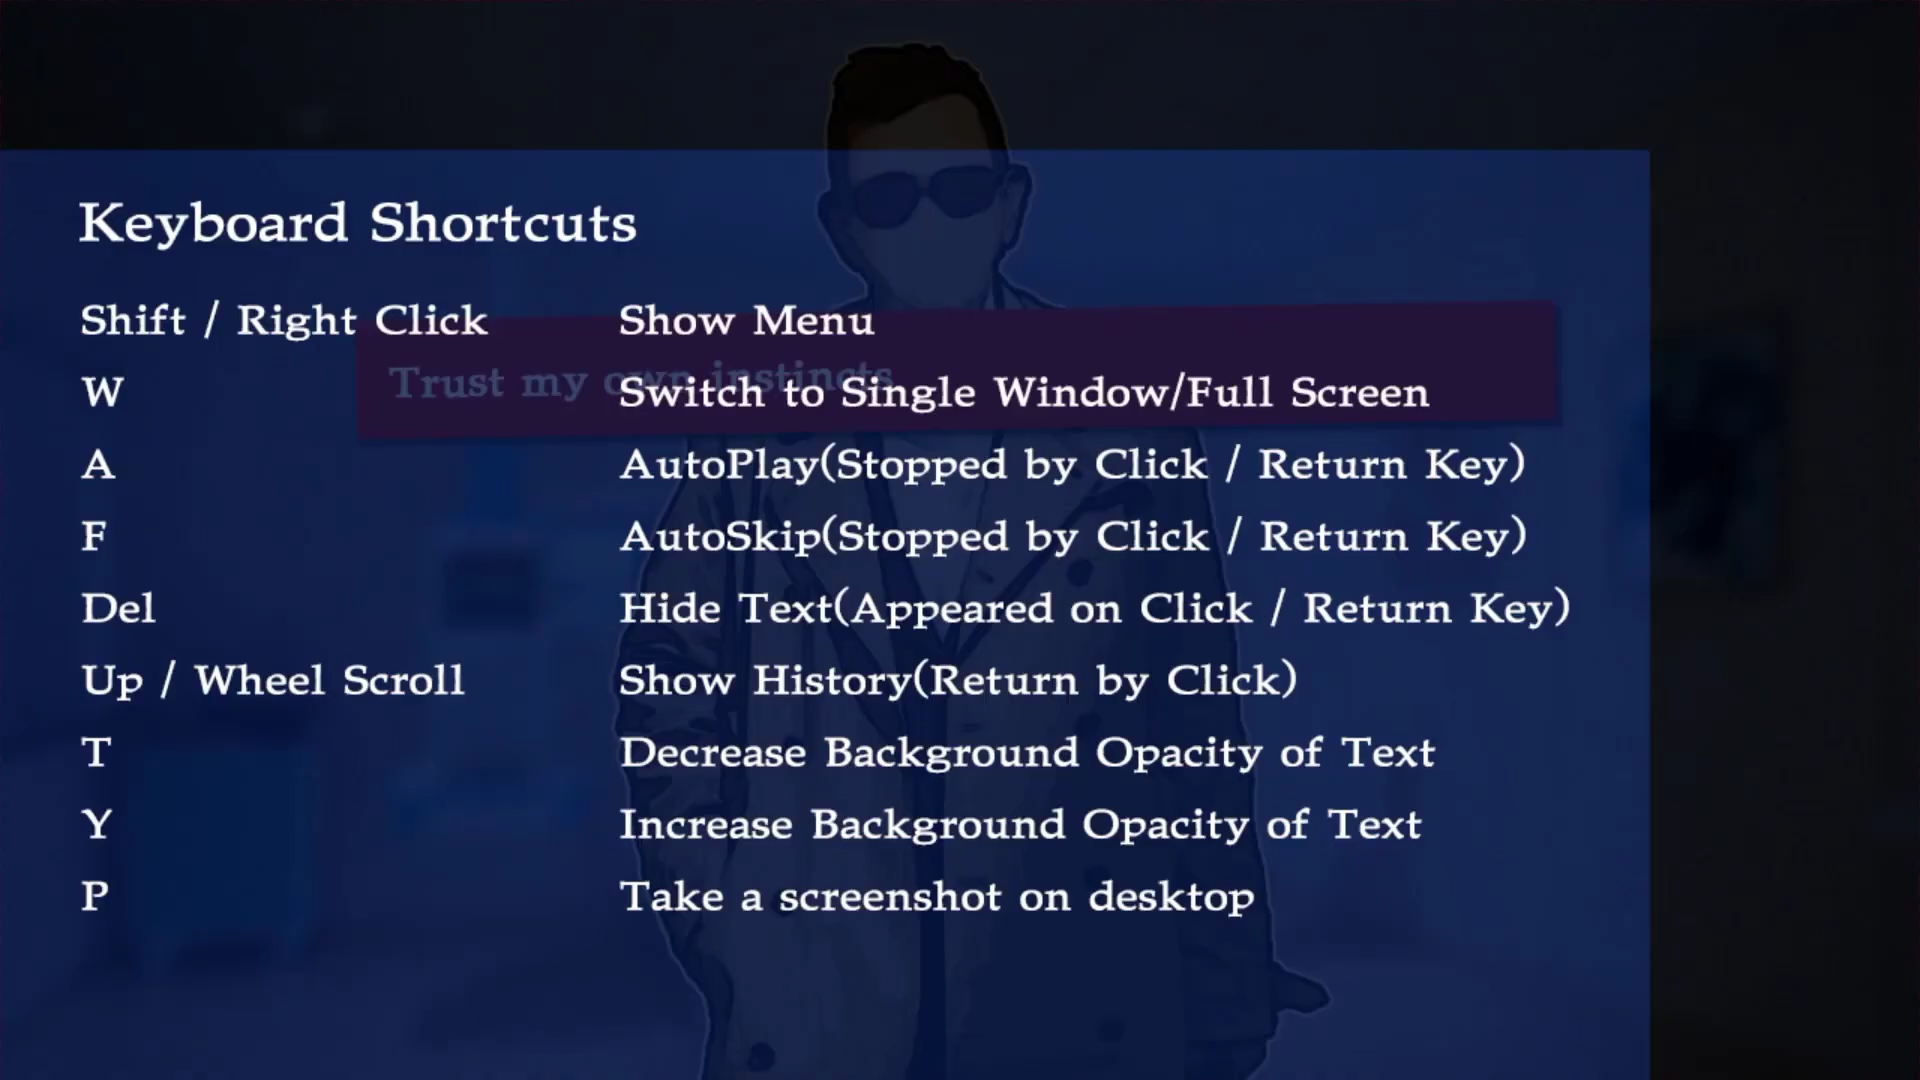 Keyboard Shortcuts
Shift / Right Click Show Menu
Trust my own instincts
W Switch to Single Window/Full Screen
A AutoPlay(Stopped by Click / Return Key)
F AutoSkip(Stopped by Click / Return Key)
Del Hide Text(Appeared on Click / Return Key)
Up / Wheel Scroll Show History(Return by Click)
T Decrease Background Opacity of Text
Y Increase Background Opacity of Text
P Take a screenshot on desktop